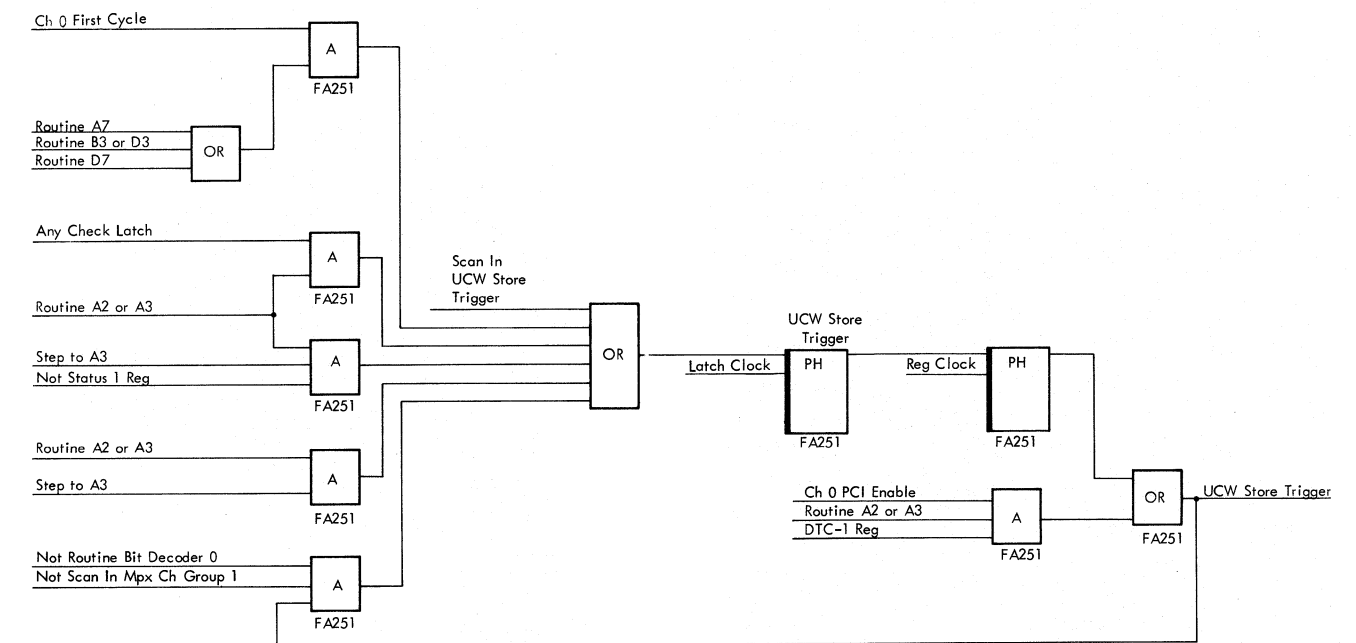 Ch 0 First Cycle
A
FA251
Routine A7
Routine B3 or D3
Routine D7
OR
Any Check Latch
A
FA251
Routine A2 or A3
Step to A3
Not Status 1 Reg
A
FA251
Routine A2 or A3
Step to A3
A
FA251
Not Routine Bit Decoder 0
Not Scan In Mpx Ch Group 1
A
FA251
Scan In
UCW Store
Trigger
OR
UCW Store
Trigger
Latch Clock
PH
FA251
Reg Clock
PH
FA251
Ch 0 PCI Enable
Routine A2 or A3
DTC-1 Reg
A
FA251
OR
FA251
UCW Store Trigger